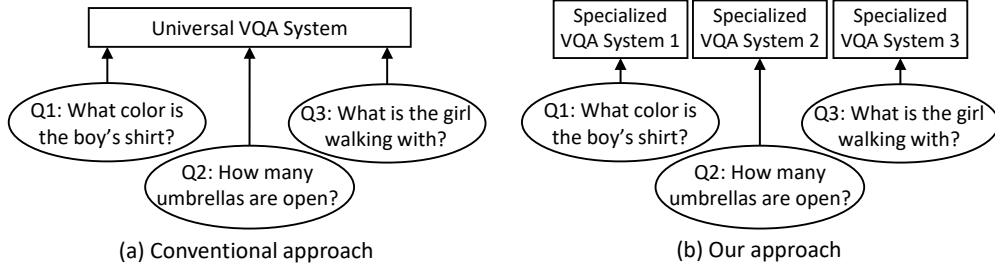 Universal VQA System
Q1: What color is
the boy's shirt?
Q2: How many
umbrellas are open?
Q3: What is the girl
walking with?
(a) Conventional approach
Specialized
VQA System 1
Specialized
VQA System 2
Specialized
VQA System 3
Q1: What color is
the boy's shirt?
Q2: How many
umbrellas are open?
Q3: What is the girl
walking with?
(b) Our approach